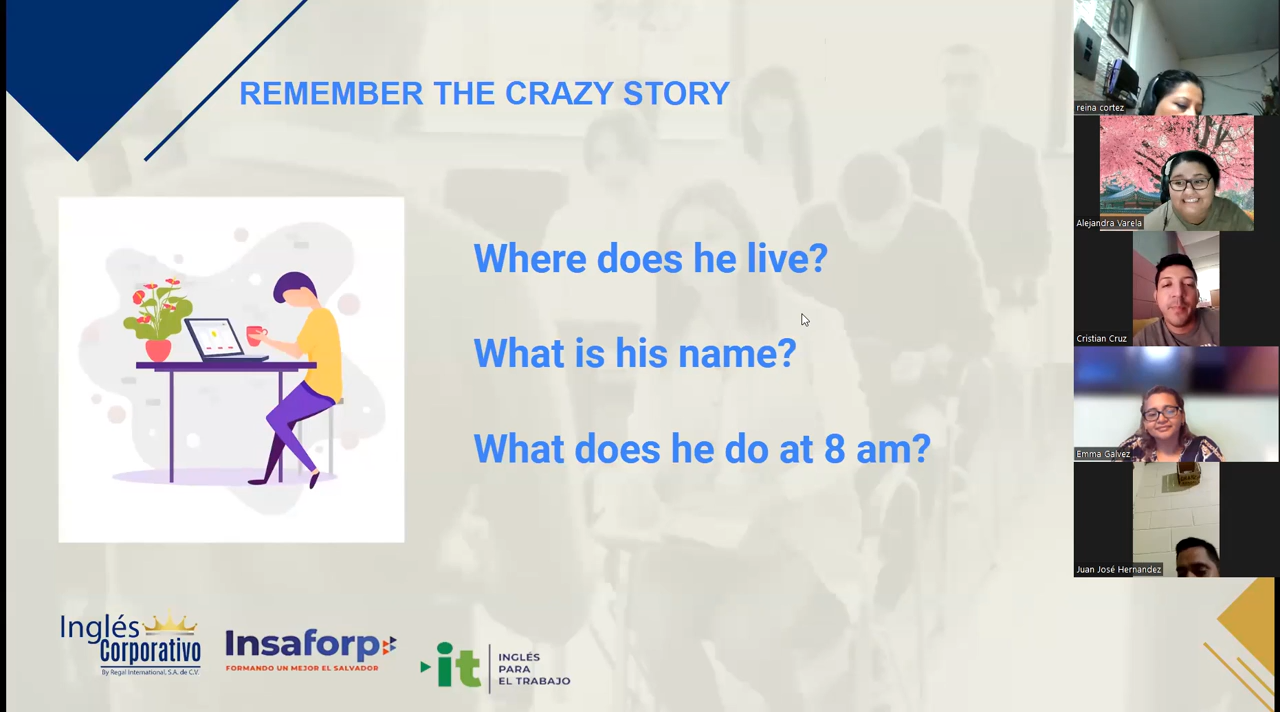 REMEMBER THE CRAZY STORY
Where does he live?
What is his name?
What does he do at 8 am?
Inglés
Corporativo
By Regal International, S.A. de C.V.
Insaforp
FORMANDO UN MEJOR EL SALVADOR
it
INGLÉS
PARA
EL TRABAJO
reina cortez
Alejandra Varela
Cristian Cruz
Emma Galvez
Juan José Hernandez